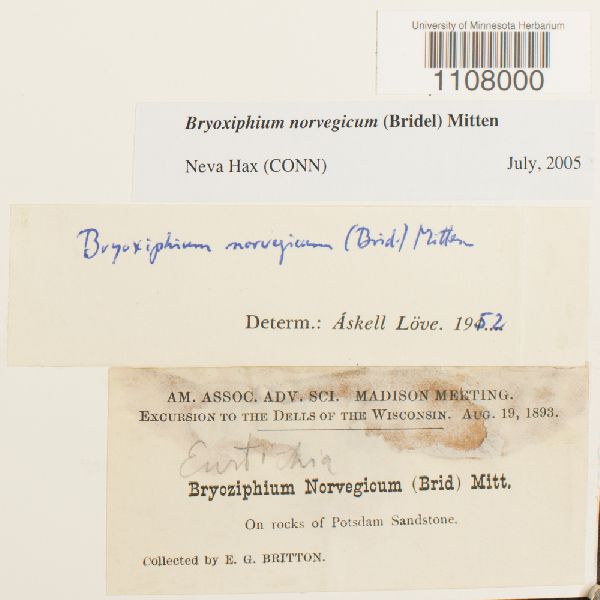 University of Minnesota Herbarium
1108000
Bryoxiphium norvegicum (Bridel) Mitten
Neva Hax (CONN) July, 2005
Bryoxiphium norvegicum (Brid.) Mitten
Determ.: Áskell Löve. 1952
AM. ASSOC. ADV. SCI. MADISON MEETING.
EXCURSION TO THE DELLS OF THE WISCONSIN. AUG. 19, 1893.
Eustichia
Bryoziphium Norvegicum (Brid) Mitt.
On rocks of Potsdam Sandstone.
Collected by E. G. BRITTON.